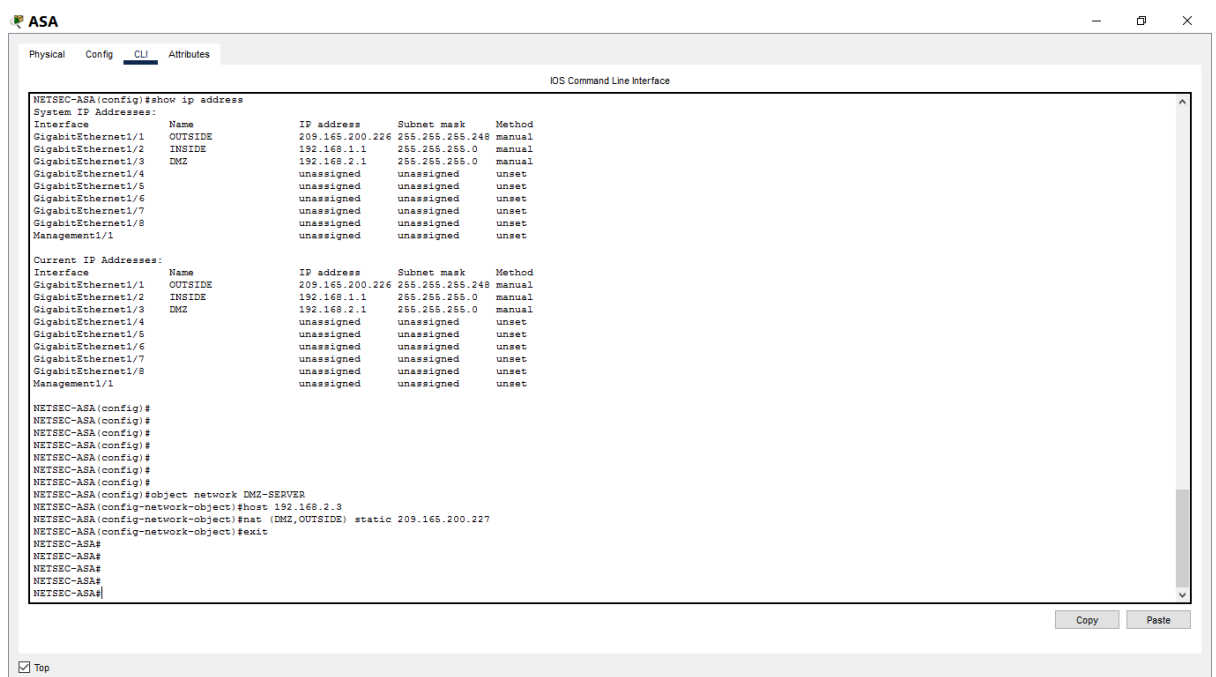 ASA
Physical Config CLI Attributes
IOS Command Line Interface
NETSEC-ASA(config)#show ip address
System IP Addresses:
Interface Name IP address Subnet mask Method
GigabitEthernet1/1 OUTSIDE 209.165.200.226 255.255.255.248 manual
GigabitEthernet1/2 INSIDE 192.168.1.1 255.255.255.0 manual
GigabitEthernet1/3 DMZ 192.168.2.1 255.255.255.0 manual
GigabitEthernet1/4 unassigned unassigned unset
GigabitEthernet1/5 unassigned unassigned unset
GigabitEthernet1/6 unassigned unassigned unset
GigabitEthernet1/7 unassigned unassigned unset
GigabitEthernet1/8 unassigned unassigned unset
Management1/1 unassigned unassigned unset
Current IP Addresses:
Interface Name IP address Subnet mask Method
GigabitEthernet1/1 OUTSIDE 209.165.200.226 255.255.255.248 manual
GigabitEthernet1/2 INSIDE 192.168.1.1 255.255.255.0 manual
GigabitEthernet1/3 DMZ 192.168.2.1 255.255.255.0 manual
GigabitEthernet1/4 unassigned unassigned unset
GigabitEthernet1/5 unassigned unassigned unset
GigabitEthernet1/6 unassigned unassigned unset
GigabitEthernet1/7 unassigned unassigned unset
GigabitEthernet1/8 unassigned unassigned unset
Management1/1 unassigned unassigned unset
NETSEC-ASA(config)#
NETSEC-ASA(config)#
NETSEC-ASA(config)#
NETSEC-ASA(config)#
NETSEC-ASA(config)#
NETSEC-ASA(config)#
NETSEC-ASA(config)#
NETSEC-ASA(config)#object network DMZ-SERVER
NETSEC-ASA(config-network-object)#host 192.168.2.3
NETSEC-ASA(config-network-object)#nat (DMZ,OUTSIDE) static 209.165.200.227
NETSEC-ASA(config-network-object)#exit
NETSEC-ASA#
NETSEC-ASA#
NETSEC-ASA#
NETSEC-ASA#
NETSEC-ASA#
Copy Paste
Top